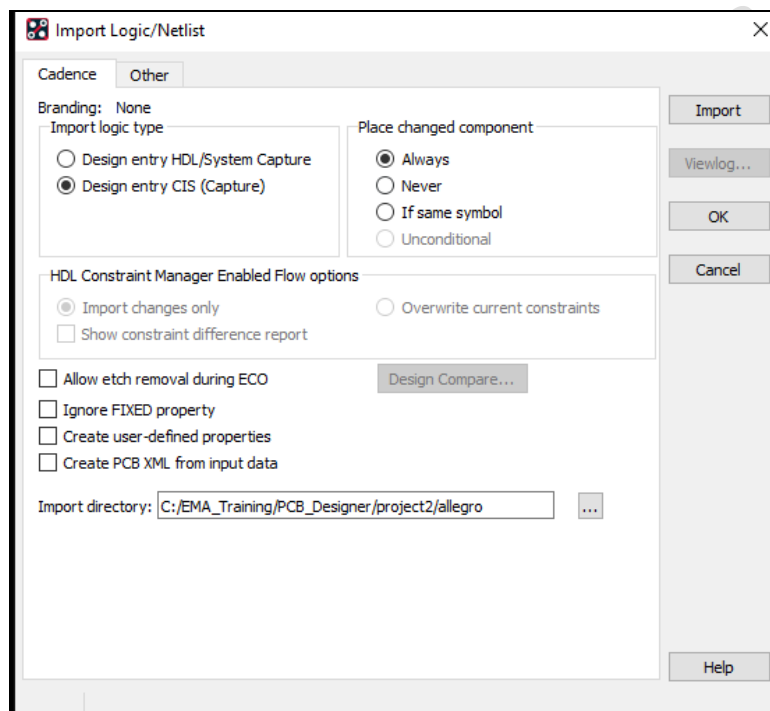 Import Logic/Netlist
Cadence Other
Branding: None
Import
Import logic type Place changed component
Design entry HDL/System Capture Always
Viewlog...
Design entry CIS (Capture) Never
If same symbol OK
Unconditional
Cancel
HDL Constraint Manager Enabled Flow options
Import changes only Overwrite current constraints
Show constraint difference report
Allow etch removal during ECO Design Compare...
Ignore FIXED property
Create user-defined properties
Create PCB XML from input data
Import directory: C:/EMA_Training/PCB_Designer/project2/allegro ...
Help